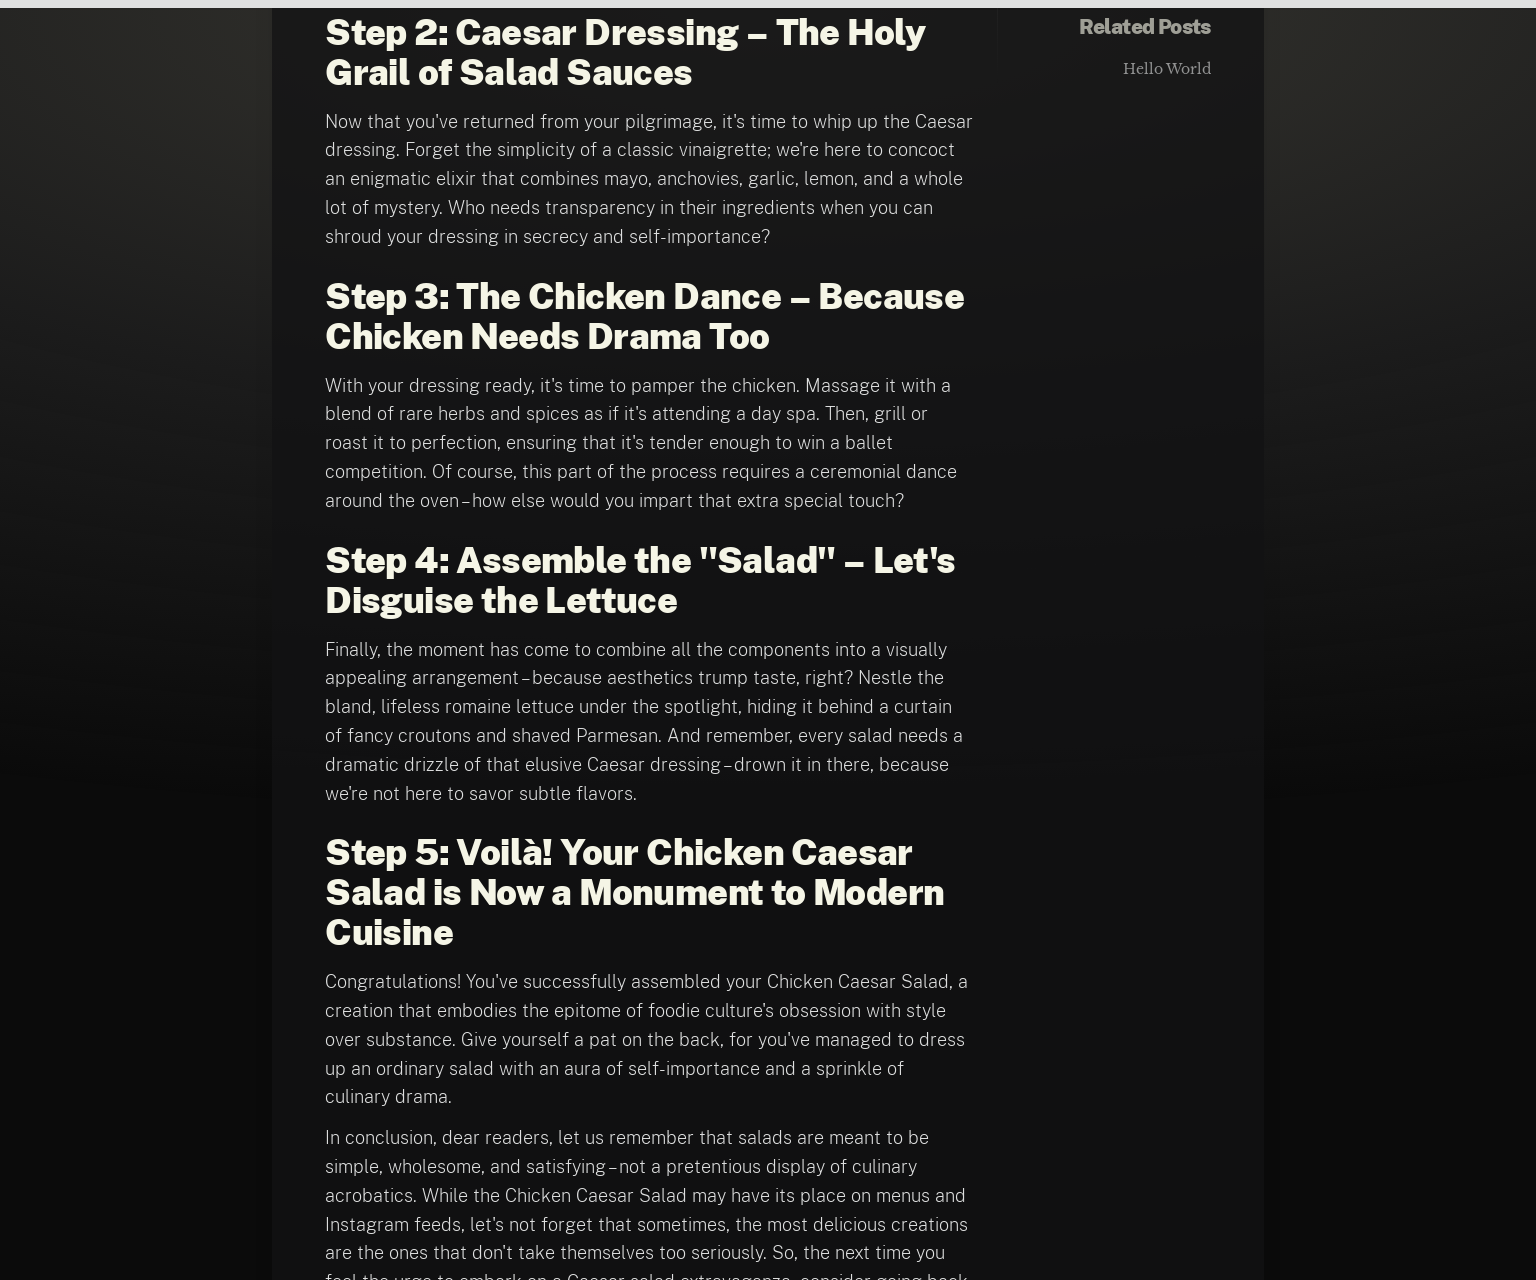 Step 2: Caesar Dressing – The Holy
Grail of Salad Sauces
Now that you've returned from your pilgrimage, it's time to whip up the Caesar
dressing. Forget the simplicity of a classic vinaigrette; we're here to concoct
an enigmatic elixir that combines mayo, anchovies, garlic, lemon, and a whole
lot of mystery. Who needs transparency in their ingredients when you can
shroud your dressing in secrecy and self-importance?
Step 3: The Chicken Dance – Because
Chicken Needs Drama Too
With your dressing ready, it's time to pamper the chicken. Massage it with a
blend of rare herbs and spices as if it's attending a day spa. Then, grill or
roast it to perfection, ensuring that it's tender enough to win a ballet
competition. Of course, this part of the process requires a ceremonial dance
around the oven – how else would you impart that extra special touch?
Step 4: Assemble the "Salad" – Let's
Disguise the Lettuce
Finally, the moment has come to combine all the components into a visually
appealing arrangement – because aesthetics trump taste, right? Nestle the
bland, lifeless romaine lettuce under the spotlight, hiding it behind a curtain
of fancy croutons and shaved Parmesan. And remember, every salad needs a
dramatic drizzle of that elusive Caesar dressing – drown it in there, because
we're not here to savor subtle flavors.
Step 5: Voilà! Your Chicken Caesar
Salad is Now a Monument to Modern
Cuisine
Congratulations! You've successfully assembled your Chicken Caesar Salad, a
creation that embodies the epitome of foodie culture's obsession with style
over substance. Give yourself a pat on the back, for you've managed to dress
up an ordinary salad with an aura of self-importance and a sprinkle of
culinary drama.
In conclusion, dear readers, let us remember that salads are meant to be
simple, wholesome, and satisfying – not a pretentious display of culinary
acrobatics. While the Chicken Caesar Salad may have its place on menus and
Instagram feeds, let's not forget that sometimes, the most delicious creations
are the ones that don't take themselves too seriously. So, the next time you
feel the urge to embark on a Caesar salad extravaganza, consider going back
Related Posts
Hello World